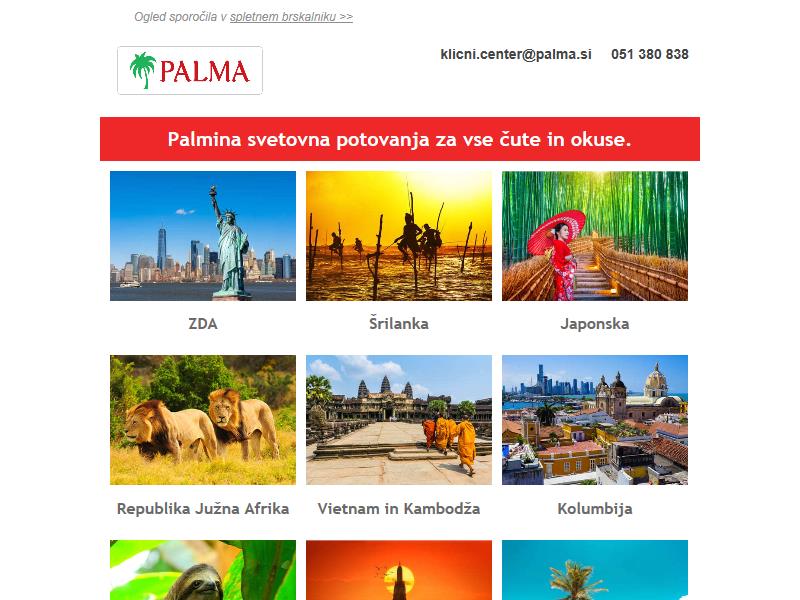 Ogled sporočila v spletnem brskalniku >>
PALMA
klicni.center@palma.si 051 380 838
Palmina svetovna potovanja za vse čute in okuse.
ZDA
Šrilanka
Japonska
Republika Južna Afrika
Vietnam in Kambodža
Kolumbija